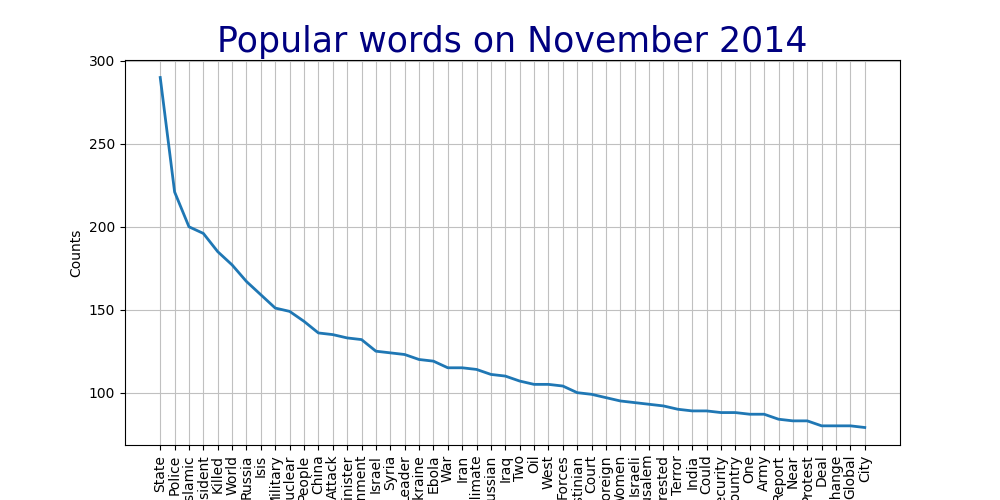 Popular words on November 2014
300
250
200
150
100
Counts
State
Police
slamic
sident
Killed
World
Russia
Isis
ilitary
uclear
People
China
Attack
inister
nment
Israel
Syria
eader
kraine
Ebola
War
Iran
limate
ussian
Iraq
Two
Oil
West
Forces
stinian
Court
oreign
Women
Israeli
usalem
rested
Terror
India
Could
ecurity
ountry
One
Army
Report
Near
Protest
Deal
hange
Global
City